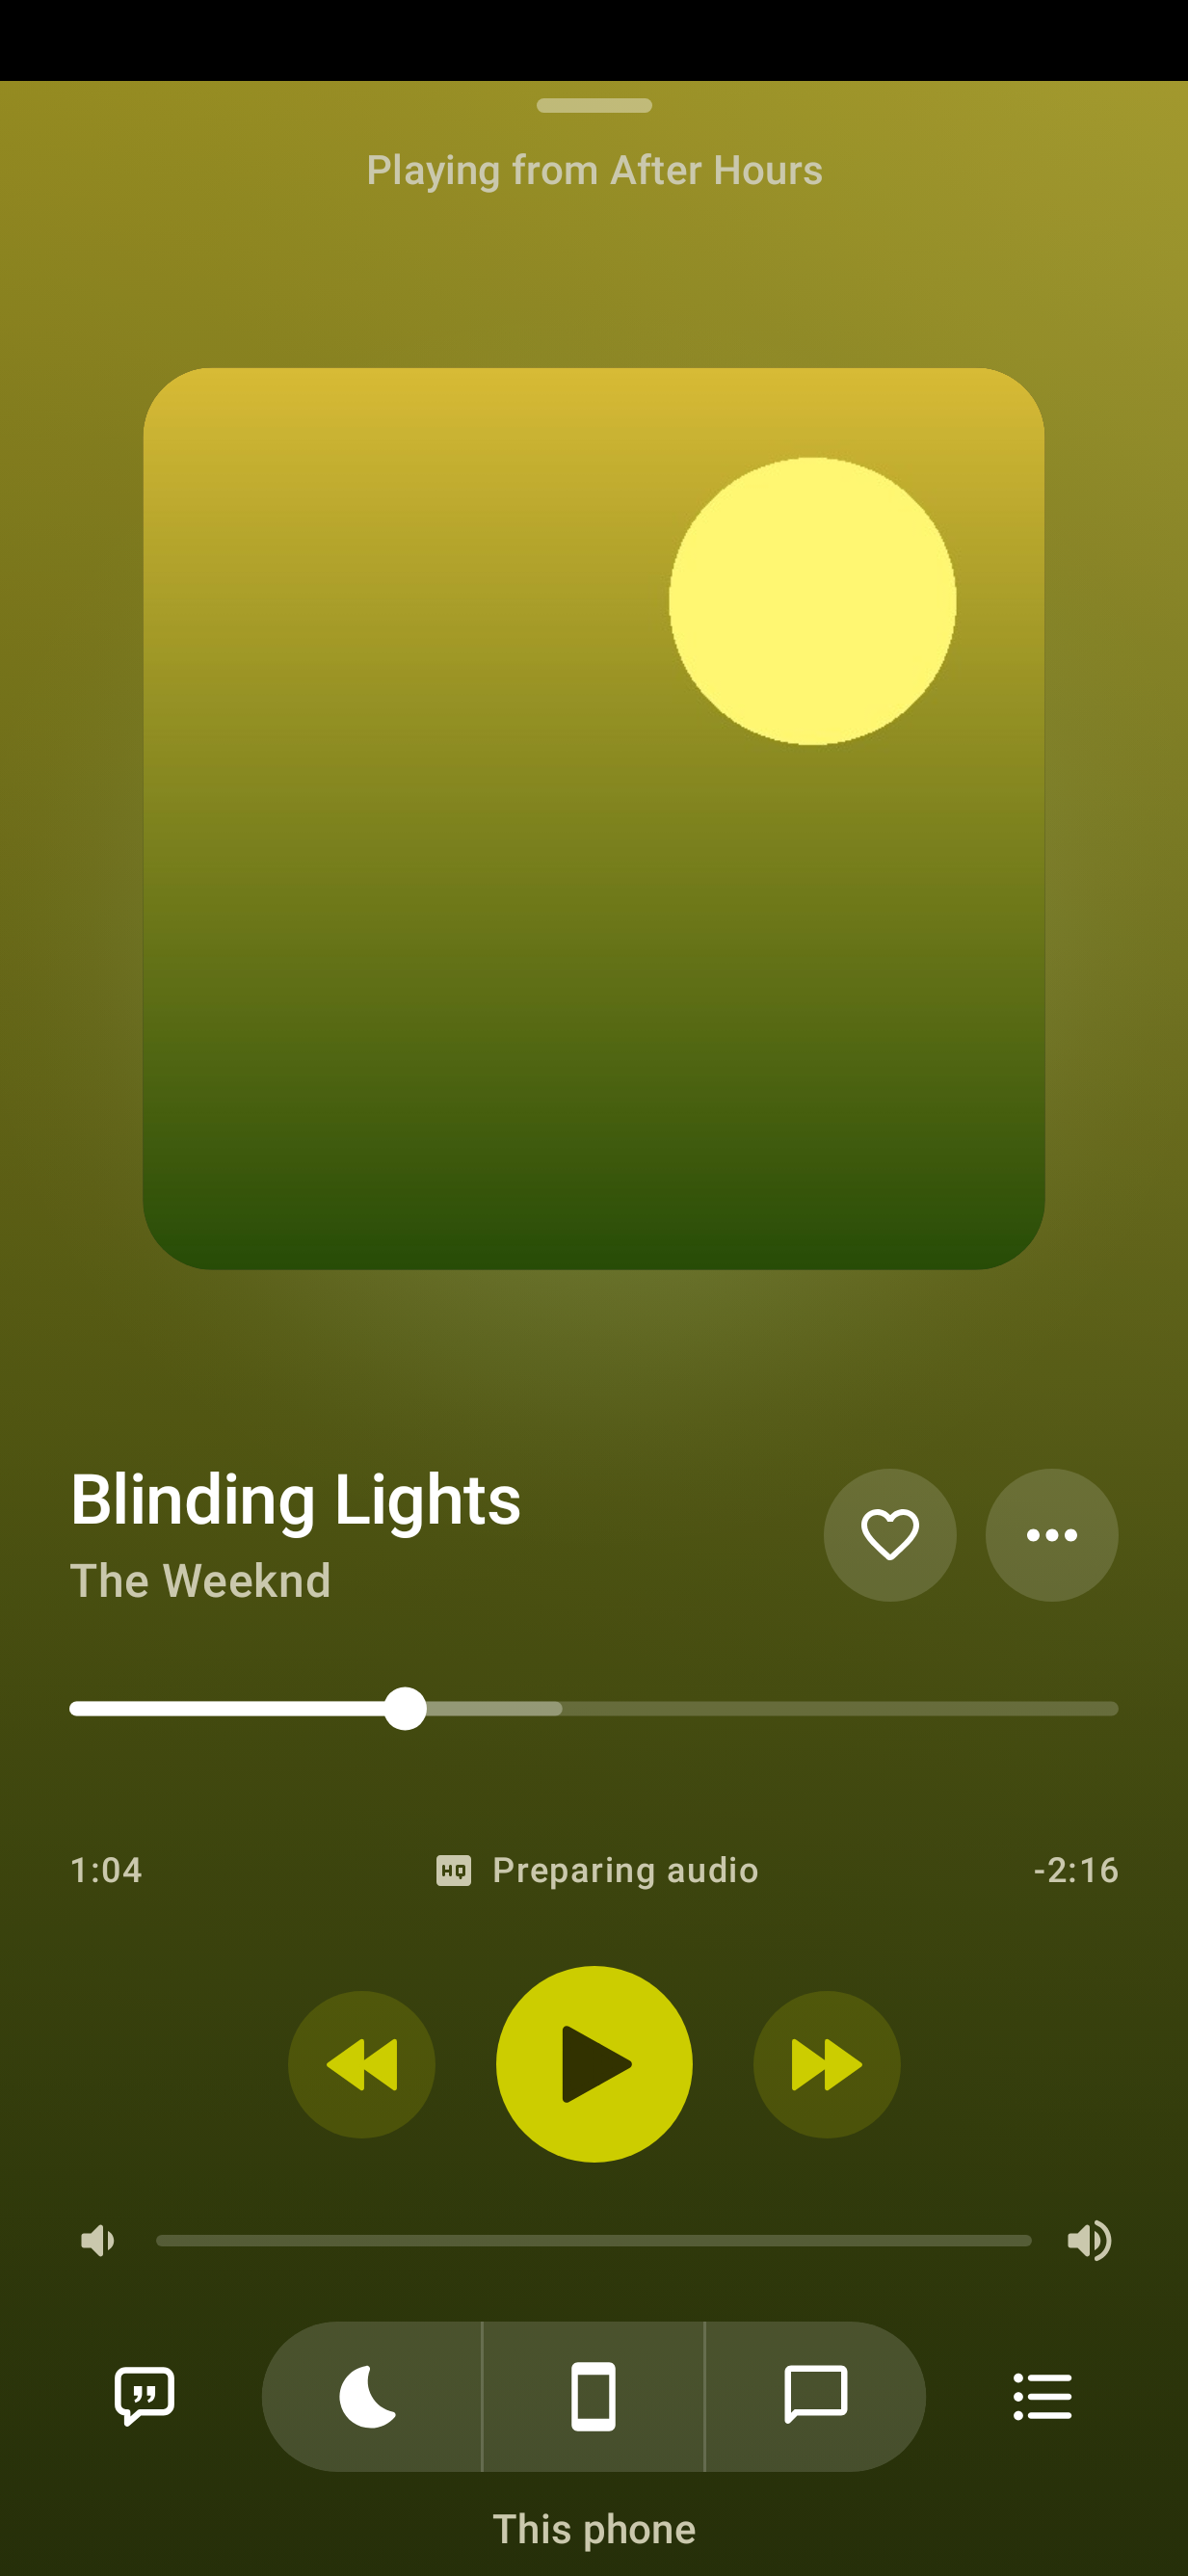 Playing from After Hours
Blinding Lights
The Weeknd
1:04
HQ Preparing audio
-2:16
This phone